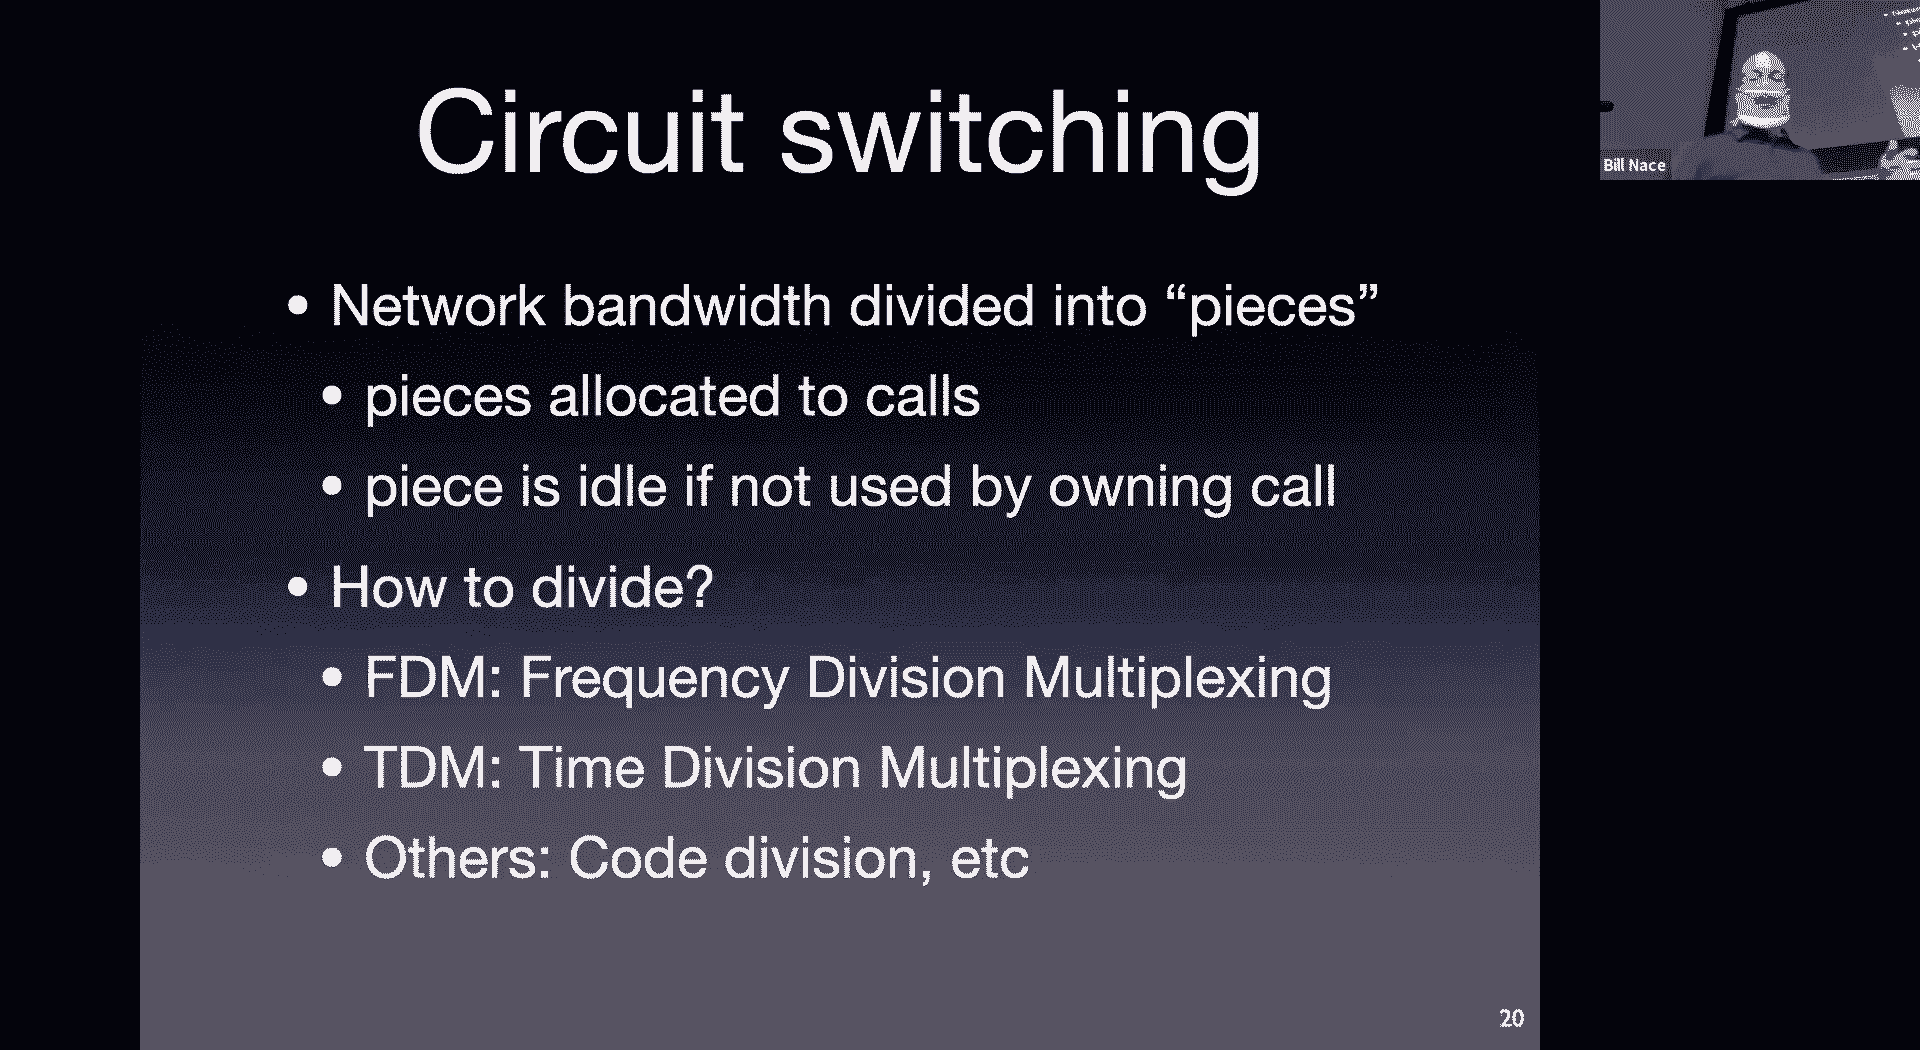 Circuit switching
• Network bandwidth divided into “pieces”
• pieces allocated to calls
• piece is idle if not used by owning call
• How to divide?
• FDM: Frequency Division Multiplexing
• TDM: Time Division Multiplexing
• Others: Code division, etc
20
Bill Nace